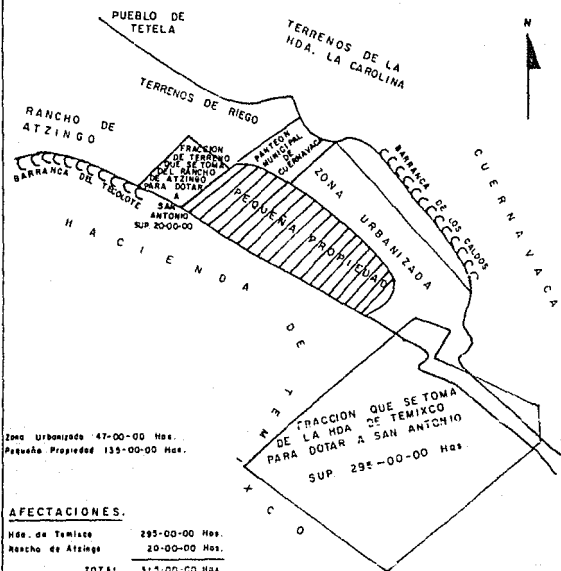 PUEBLO DE
TETELA
TERRENOS DE LA
HDA. LA CAROLINA
N
TERRENOS DE RIEGO
RANCHO DE
ATZINGO
BARRANCA DEL TECOLOTE
FRACCION
DE TERRENO
QUE SE TOMA
DEL RANCHO
DE ATZINGO
PARA DOTAR
A
SAN
ANTONIO
SUP. 20-00-00
PANTEON
MUNICIPAL
DE
CUERNAVACA
ZONA URBANIZADA
BARRANCA DE LOS CALDOS
CUERNAVACA
PEQUEÑA PROPIEDAD
HACIENDA DE TEMIXCO
FRACCION QUE SE TOMA
DE LA HDA DE TEMIXCO
PARA DOTAR A SAN ANTONIO
SUP. 295-00-00 Has.
Zona Urbanizada 47-00-00 Has.
Pequeña Propiedad 135-00-00 Has.
AFECTACIONES.
Hda. de Temixco 295-00-00 Has.
Rancho de Atzingo 20-00-00 Has.
TOTAL 315-00-00 Has.